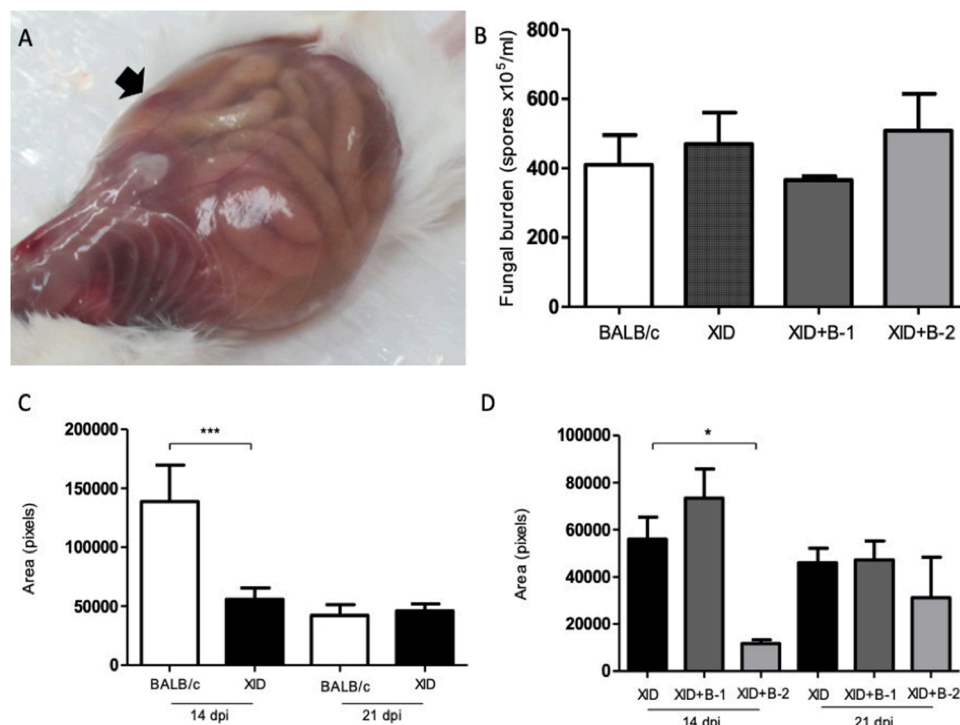 A
B
Fungal burden (spores x10⁵/ml)
800
600
400
200
0
BALB/c XID XID+B-1 XID+B-2
C
Area (pixels)
200000
150000
100000
50000
0
***
BALB/c XID BALB/c XID
14 dpi 21 dpi
D
Area (pixels)
100000
80000
60000
40000
20000
0
*
XID XID+B-1 XID+B-2 XID XID+B-1 XID+B-2
14 dpi 21 dpi